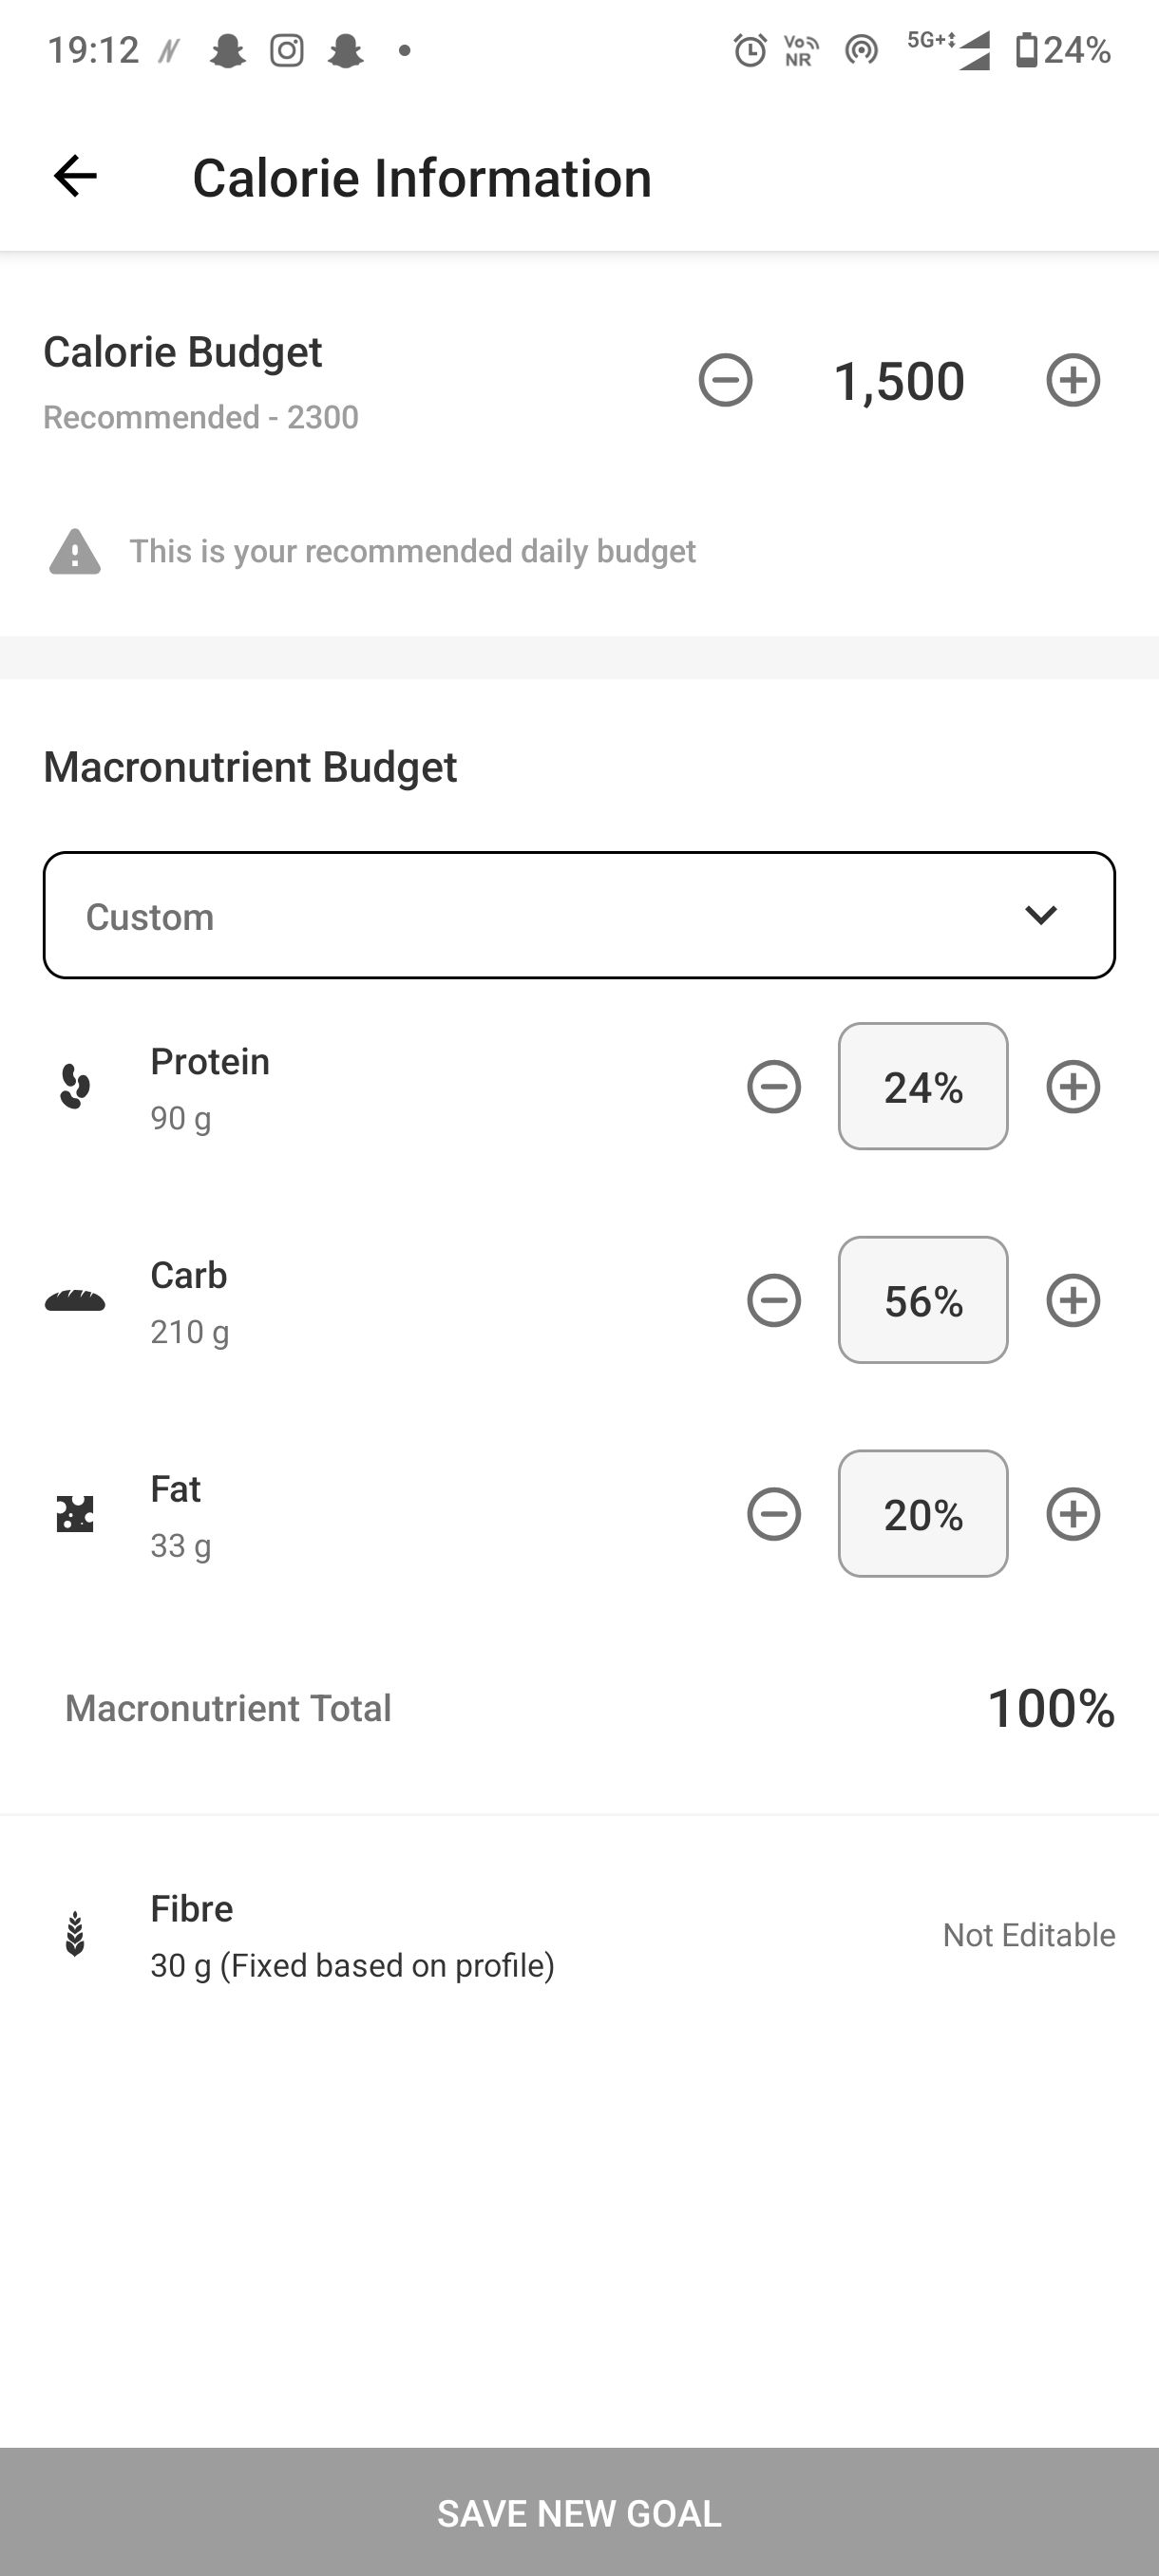 19:12
Vo
NR
5G+
24%
Calorie Information
Calorie Budget
1,500
Recommended - 2300
This is your recommended daily budget
Macronutrient Budget
Custom
Protein
90 g
24%
Carb
210 g
56%
Fat
33 g
20%
Macronutrient Total
100%
Fibre
30 g (Fixed based on profile)
Not Editable
SAVE NEW GOAL